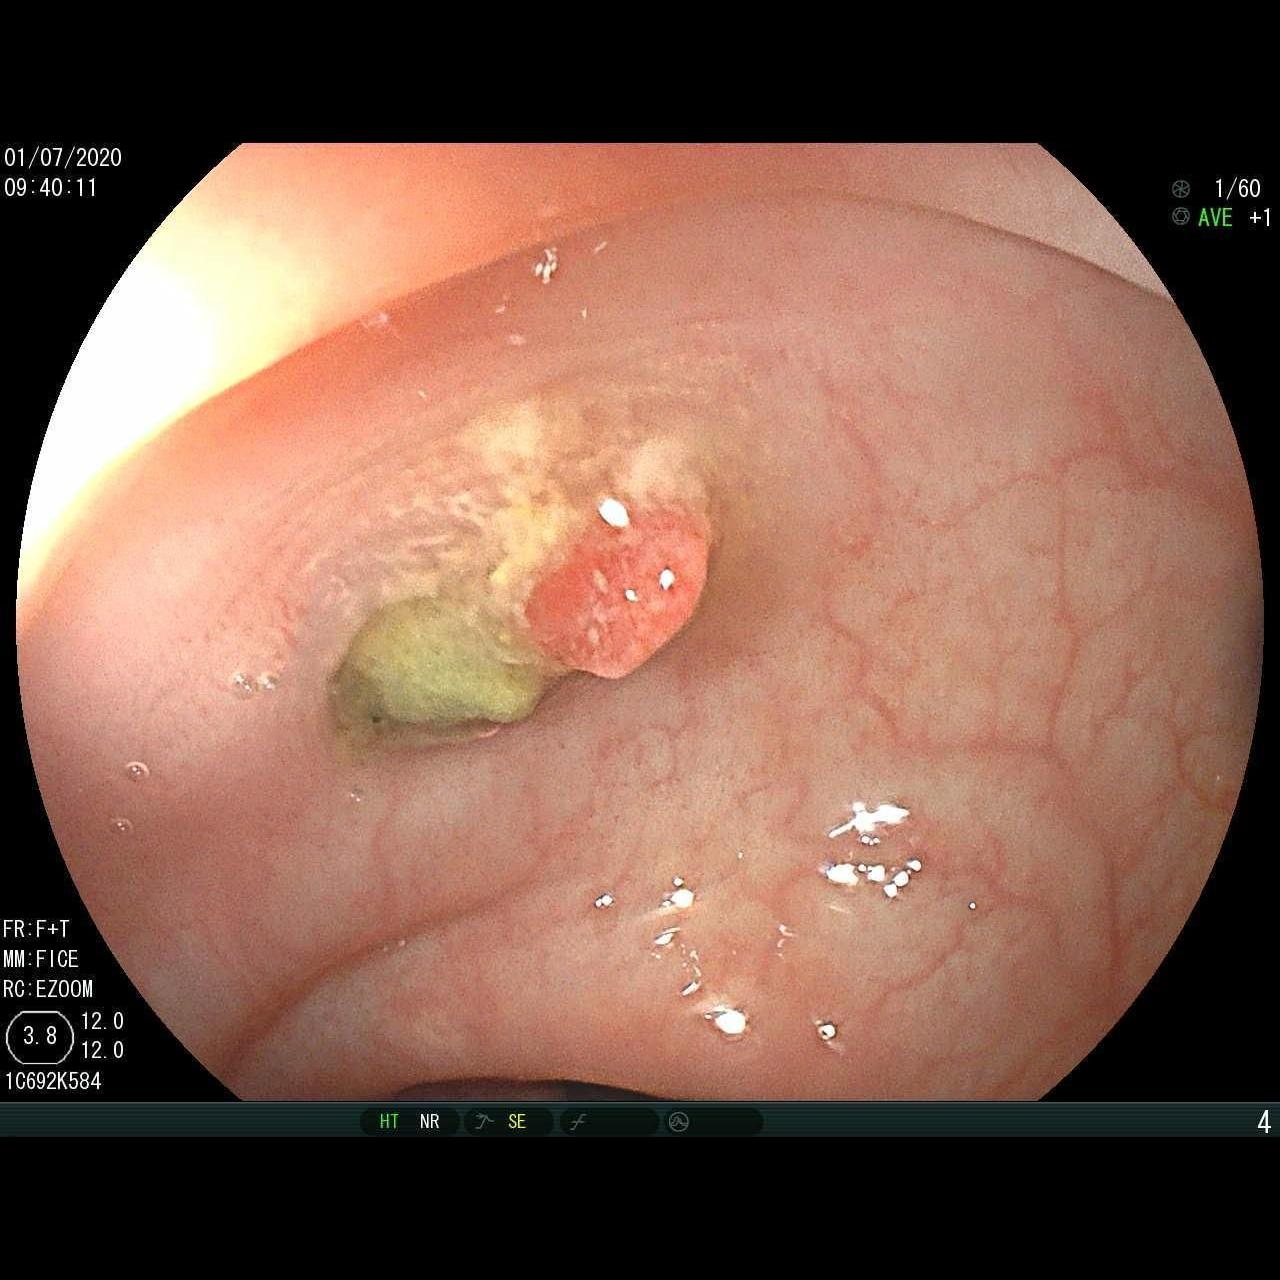 01/07/2020
09:40:11
1/60
AVE +1
FR:F+T
MM:FICE
RC:EZOOM
3.8
12.0
12.0
1C692K584
HT NR SE
4